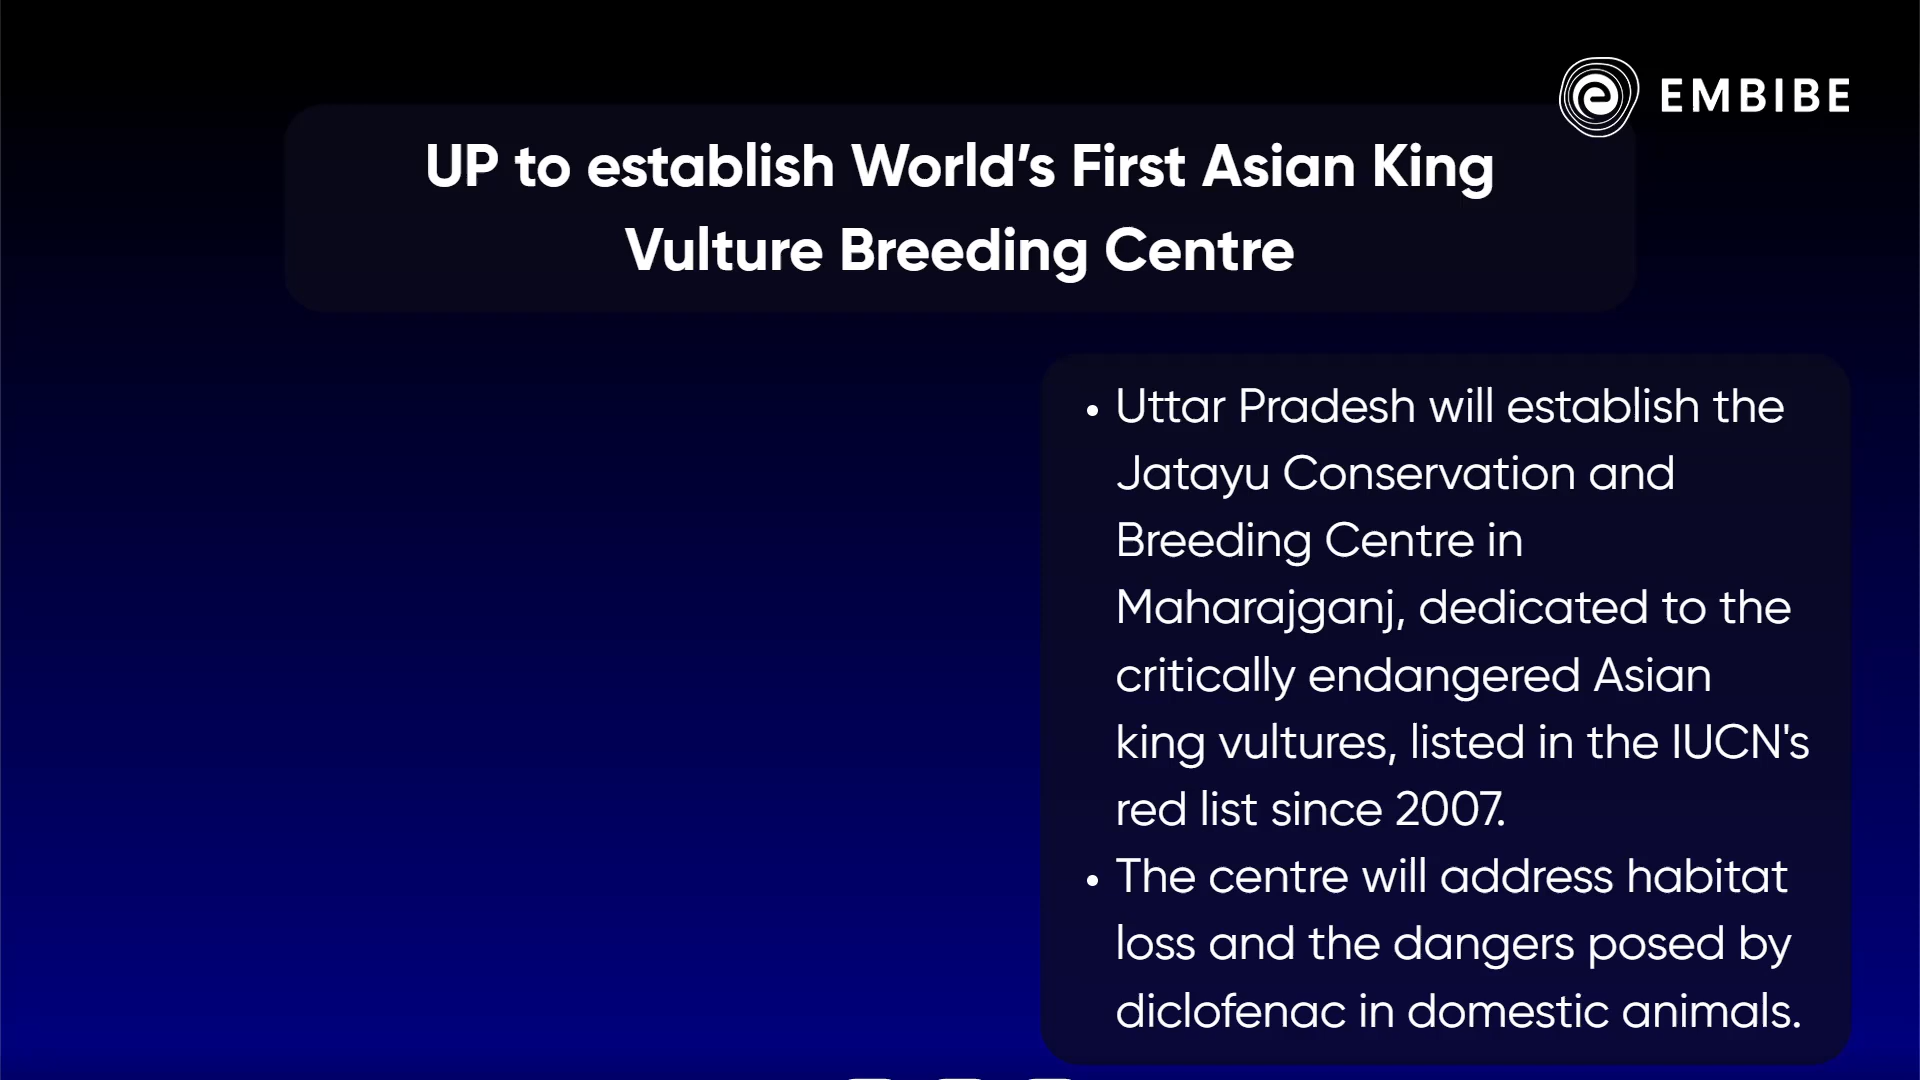 EMBIBE
UP to establish World’s First Asian King
Vulture Breeding Centre
• Uttar Pradesh will establish the
Jatayu Conservation and
Breeding Centre in
Maharajganj, dedicated to the
critically endangered Asian
king vultures, listed in the IUCN's
red list since 2007.
• The centre will address habitat
loss and the dangers posed by
diclofenac in domestic animals.